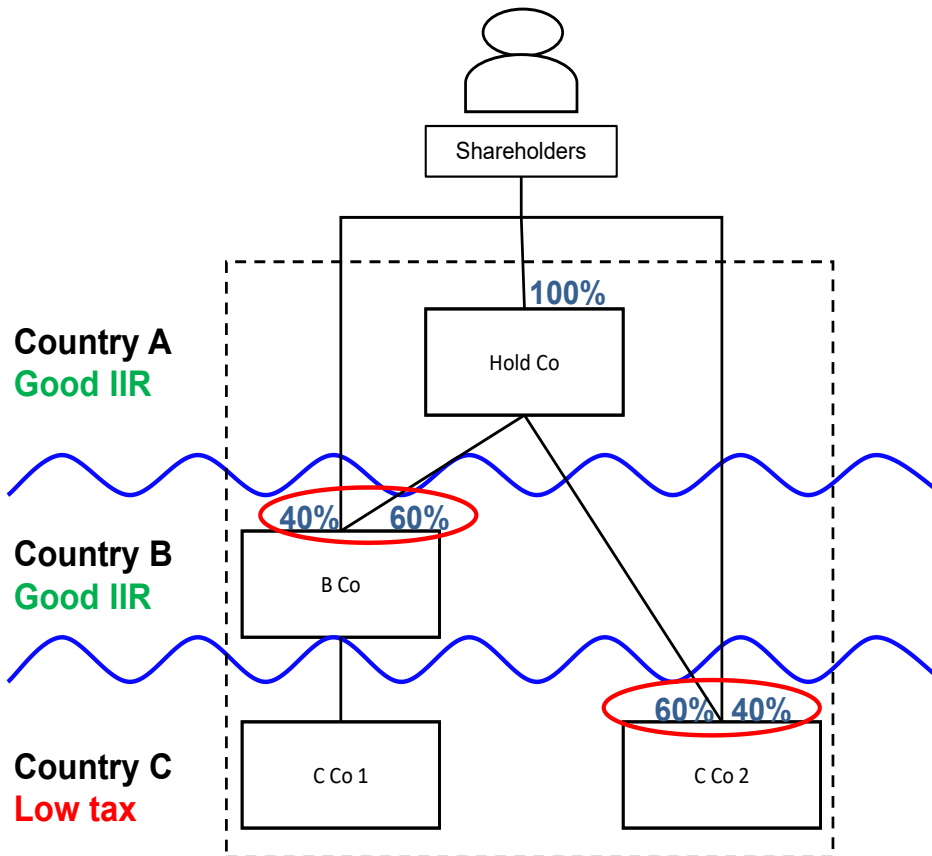 Shareholders
100%
Country A
Good IIR
Hold Co
40% 60%
Country B
Good IIR
B Co
60% 40%
Country C
Low tax
C Co 1
C Co 2